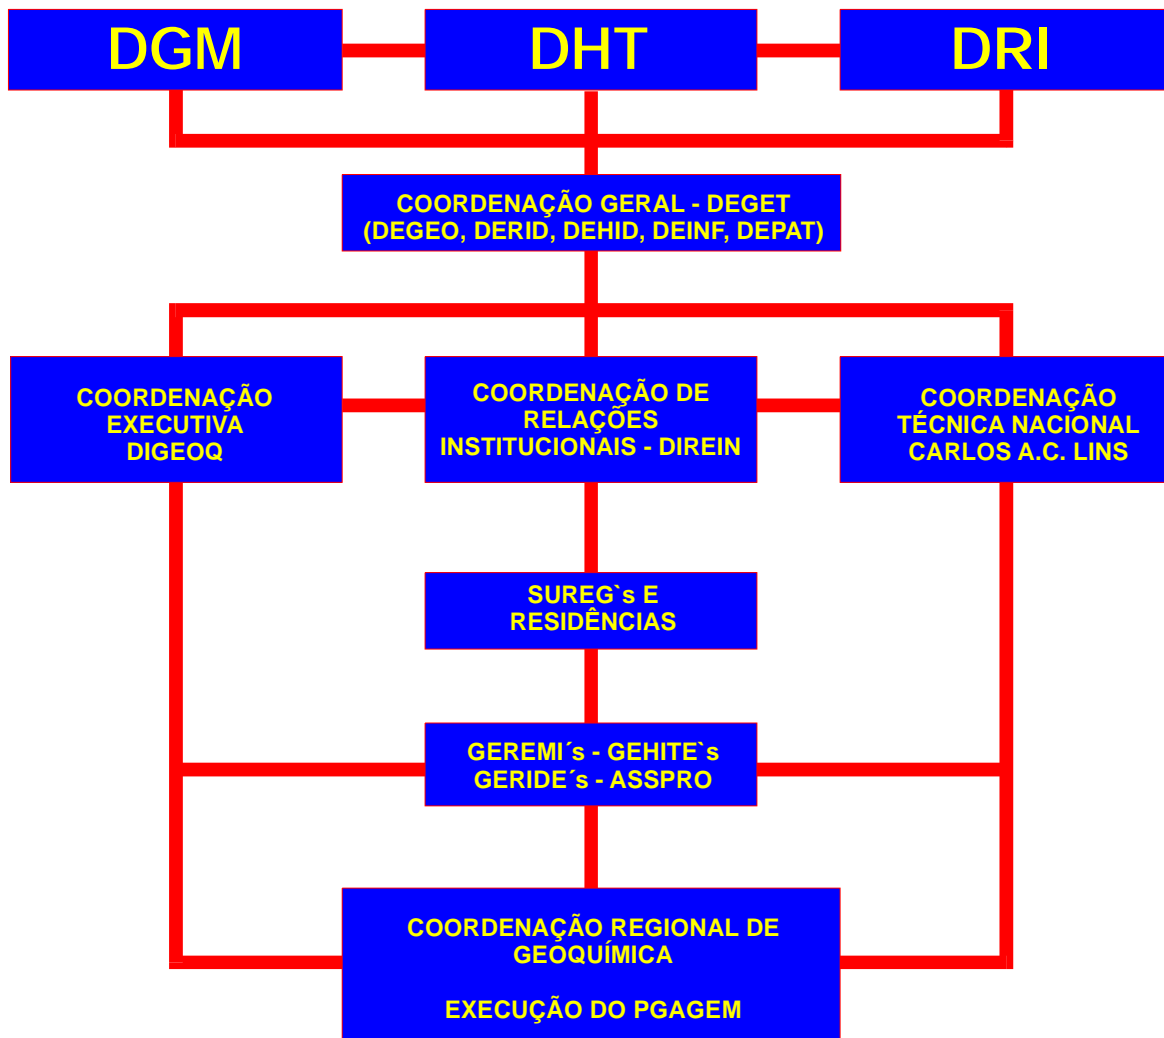 DGM
DHT
DRI
COORDENAÇÃO GERAL - DEGET
(DEGEO, DERID, DEHID, DEINF, DEPAT)
COORDENAÇÃO
EXECUTIVA
DIGEOQ
COORDENAÇÃO DE
RELAÇÕES
INSTITUCIONAIS - DIREIN
COORDENAÇÃO
TÉCNICA NACIONAL
CARLOS A.C. LINS
SUREG`s E
RESIDÊNCIAS
GEREMI´s - GEHITE`s
GERIDE´s - ASSPRO
COORDENAÇÃO REGIONAL DE
GEOQUÍMICA
EXECUÇÃO DO PGAGEM